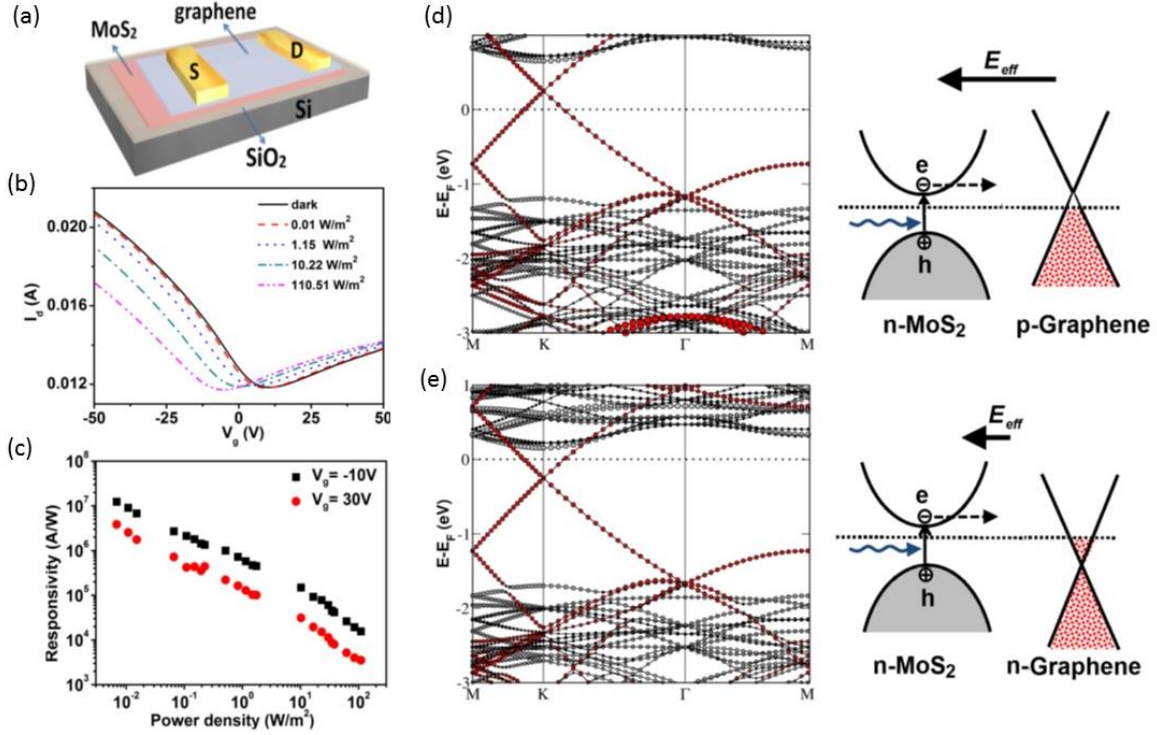 (a)
graphene
MoS2
S
D
Si
SiO2
(b)
dark
0.01 W/m2
1.15 W/m2
10.22 W/m2
110.51 W/m2
0.020
0.016
0.012
Id (A)
-50 -25 0 25 50
Vg (V)
(c)
Vg= -10V
Vg= 30V
10^8
10^7
10^6
10^5
10^4
10^3
Responsivity (A/W)
10^-2 10^-1 10^0 10^1 10^2
Power density (W/m2)
(d)
E-EF (eV)
0
-1
-2
-3
M K Γ M
Eeff
e
h
n-MoS2 p-Graphene
(e)
E-EF (eV)
1
0
-1
-2
-3
M K Γ M
Eeff
e
h
n-MoS2 n-Graphene